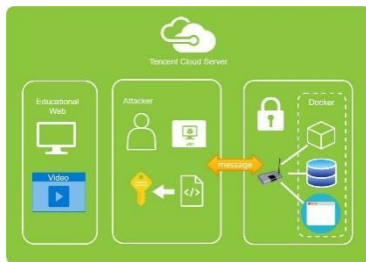 Tencent Cloud Server
Educational
Web
Video
Attacker
message
Docker